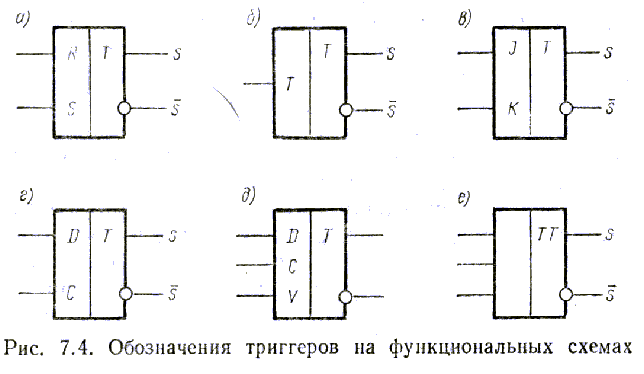 а) б) в)
R T S
S S̄
T S
T S̄
J T S
K S̄
г) д) е)
D T S
C S̄
D T
C
V
TT S
S̄
Рис. 7.4. Обозначения триггеров на функциональных схемах